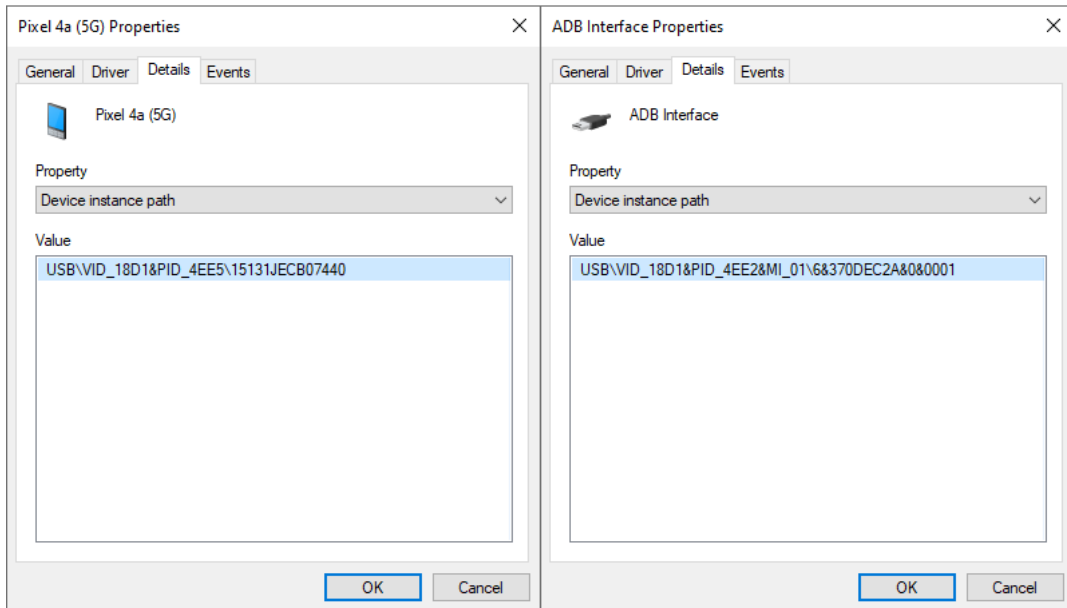 Pixel 4a (5G) Properties
General Driver Details Events
Pixel 4a (5G)
Property
Device instance path
Value
USB\VID_18D1&PID_4EE5\15131JECB07440
OK Cancel
ADB Interface Properties
General Driver Details Events
ADB Interface
Property
Device instance path
Value
USB\VID_18D1&PID_4EE2&MI_01\6&370DEC2A&0&0001
OK Cancel